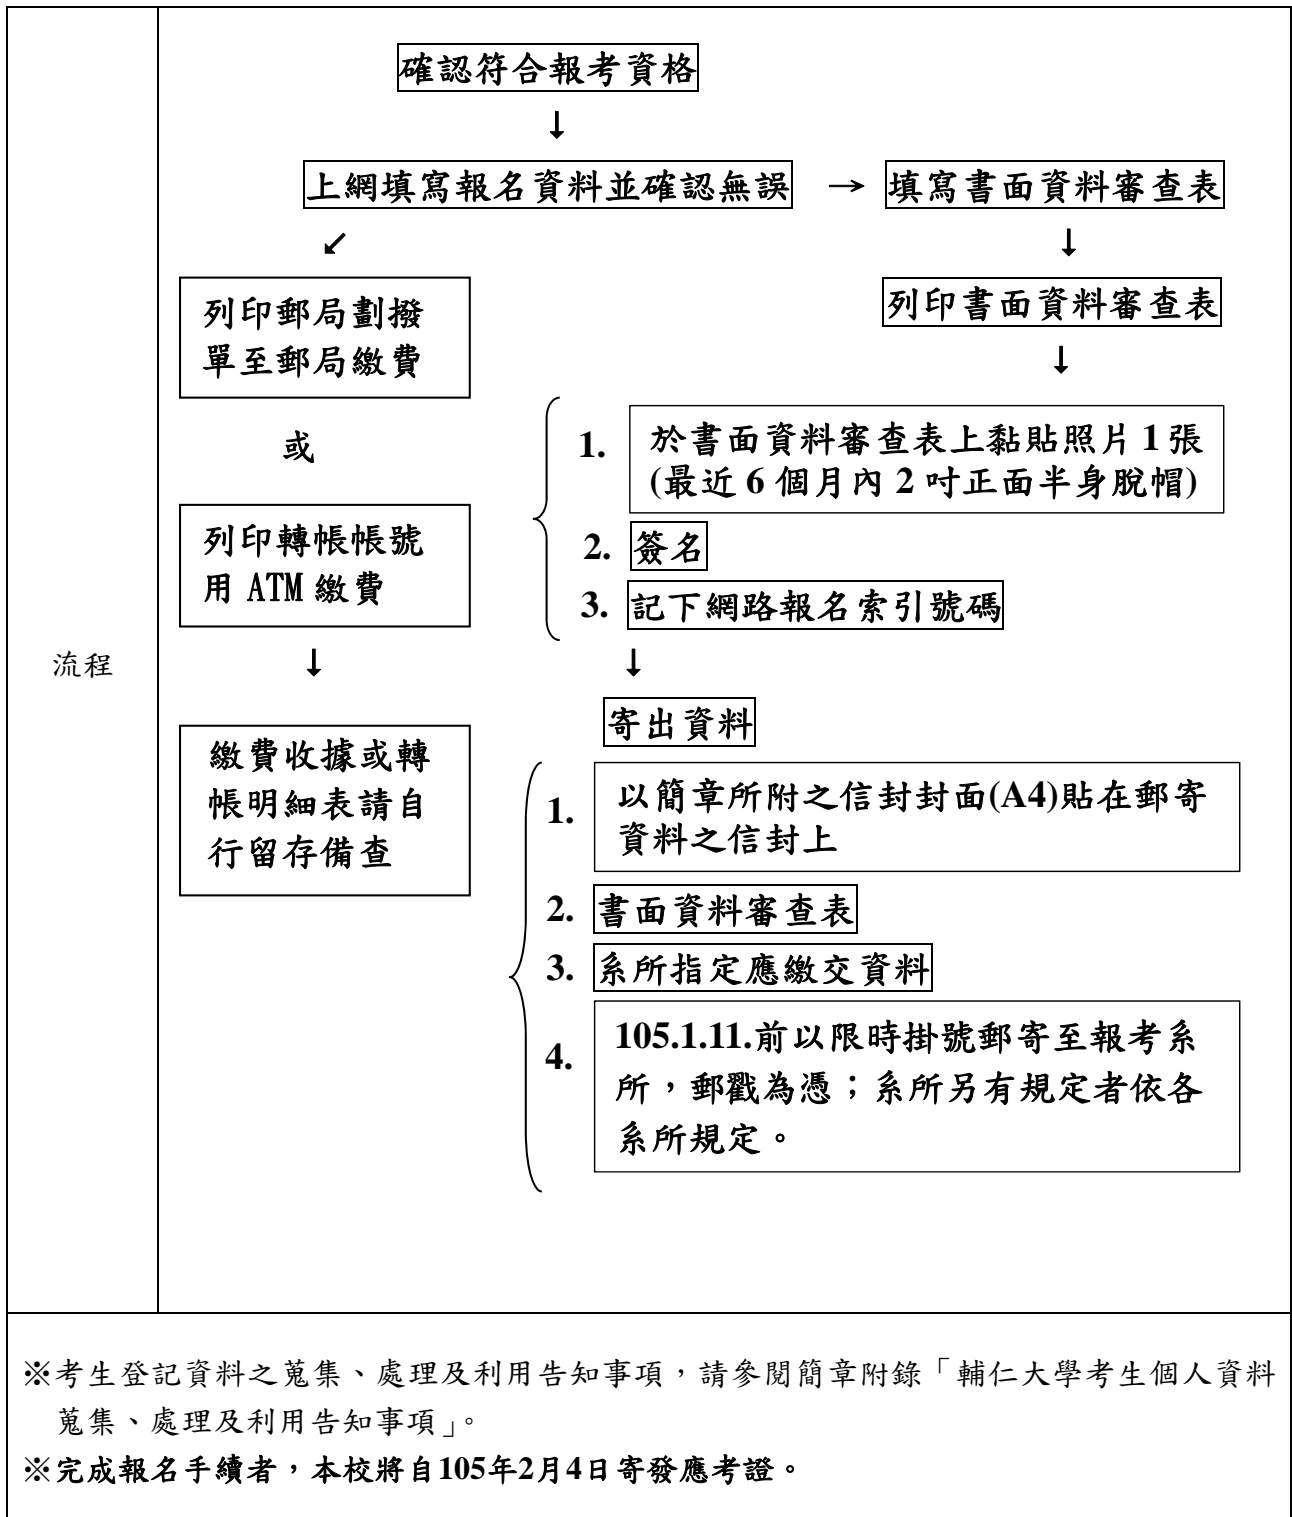 流程
確認符合報考資格
↓
上網填寫報名資料並確認無誤 → 填寫書面資料審查表
↙
列印郵局劃撥
單至郵局繳費
或
列印轉帳帳號
用 ATM 繳費
↓
繳費收據或轉
帳明細表請自
行留存備查
↓
列印書面資料審查表
↓
1. 於書面資料審查表上黏貼照片 1 張
(最近 6 個月內 2 吋正面半身脫帽)
2. 簽名
3. 記下網路報名索引號碼
↓
寄出資料
1. 以簡章所附之信封封面(A4)貼在郵寄
資料之信封上
2. 書面資料審查表
3. 系所指定應繳交資料
4. 105.1.11.前以限時掛號郵寄至報考系
所，郵戳為憑；系所另有規定者依各
系所規定。
※考生登記資料之蒐集、處理及利用告知事項，請參閱簡章附錄「輔仁大學考生個人資料
蒐集、處理及利用告知事項」。
※完成報名手續者，本校將自105年2月4日寄發應考證。